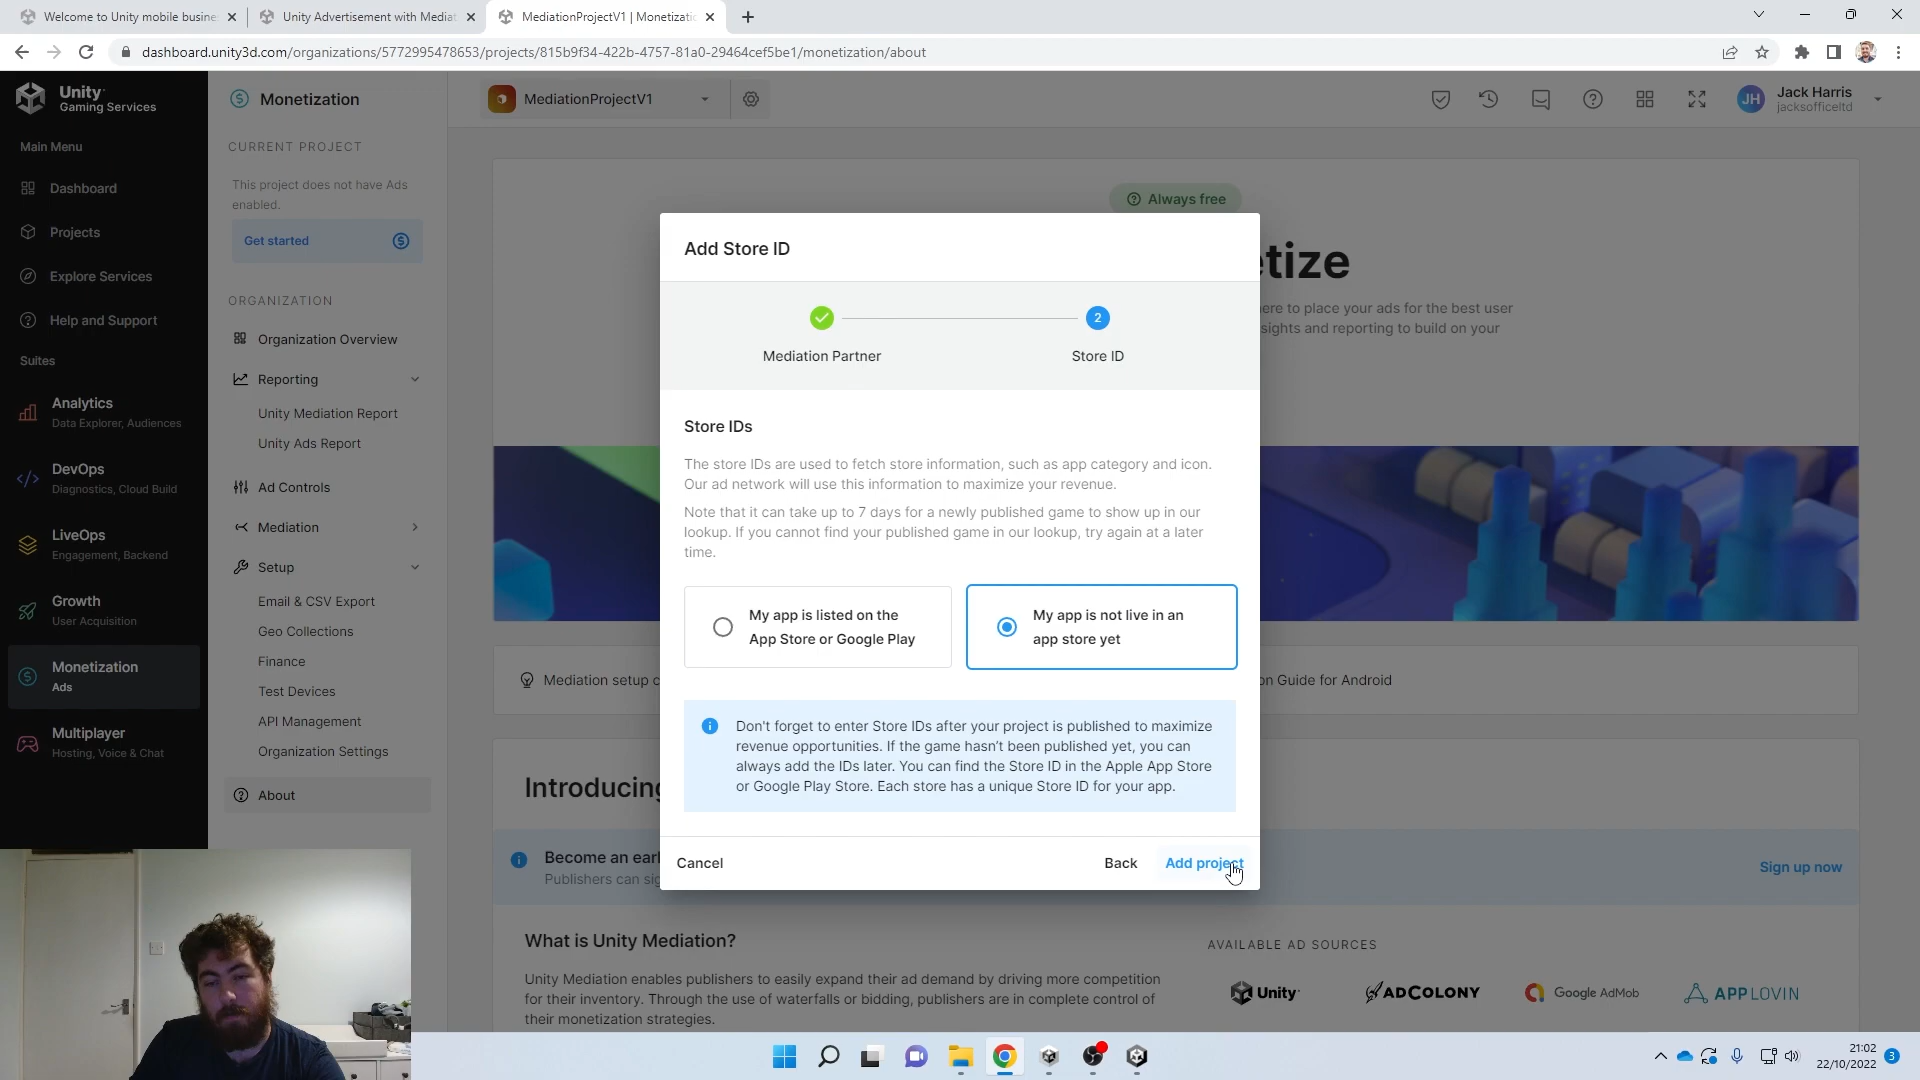 Welcome to Unity mobile busine
Unity Advertisement with Mediat
MediationProjectV1 | Monetizatio
dashboard.unity3d.com/organizations/5772995478653/projects/815b9f34-422b-4757-81a0-29464cef5be1/monetization/about
Unity
Gaming Services
Main Menu
Dashboard
Projects
Explore Services
Help and Support
Suites
Analytics
Data Explorer, Audiences
DevOps
Diagnostics, Cloud Build
LiveOps
Engagement, Backend
Growth
User Acquisition
Monetization
Ads
Multiplayer
Hosting, Voice & Chat
Monetization
CURRENT PROJECT
This project does not have Ads
enabled.
Get started
ORGANIZATION
Organization Overview
Reporting
Unity Mediation Report
Unity Ads Report
Ad Controls
Mediation
Setup
Email & CSV Export
Geo Collections
Finance
Test Devices
API Management
Organization Settings
About
MediationProjectV1
JH
Jack Harris
jacksofficeltd
Always free
etize
ere to place your ads for the best user
sights and reporting to build on your
Add Store ID
2
Mediation Partner
Store ID
Store IDs
The store IDs are used to fetch store information, such as app category and icon.
Our ad network will use this information to maximize your revenue.
Note that it can take up to 7 days for a newly published game to show up in our
lookup. If you cannot find your published game in our lookup, try again at a later
time.
My app is listed on the
App Store or Google Play
My app is not live in an
app store yet
Don't forget to enter Store IDs after your project is published to maximize
revenue opportunities. If the game hasn't been published yet, you can
always add the IDs later. You can find the Store ID in the Apple App Store
or Google Play Store. Each store has a unique Store ID for your app.
Cancel
Back
Add project
Mediation setup c
on Guide for Android
Introducing
Become an earl
Publishers can sig
Sign up now
What is Unity Mediation?
Unity Mediation enables publishers to easily expand their ad demand by driving more competition
for their inventory. Through the use of waterfalls or bidding, publishers are in complete control of
their monetization strategies.
AVAILABLE AD SOURCES
Unity
ADCOLONY
Google AdMob
APPLOVIN
21:02
22/10/2022
3